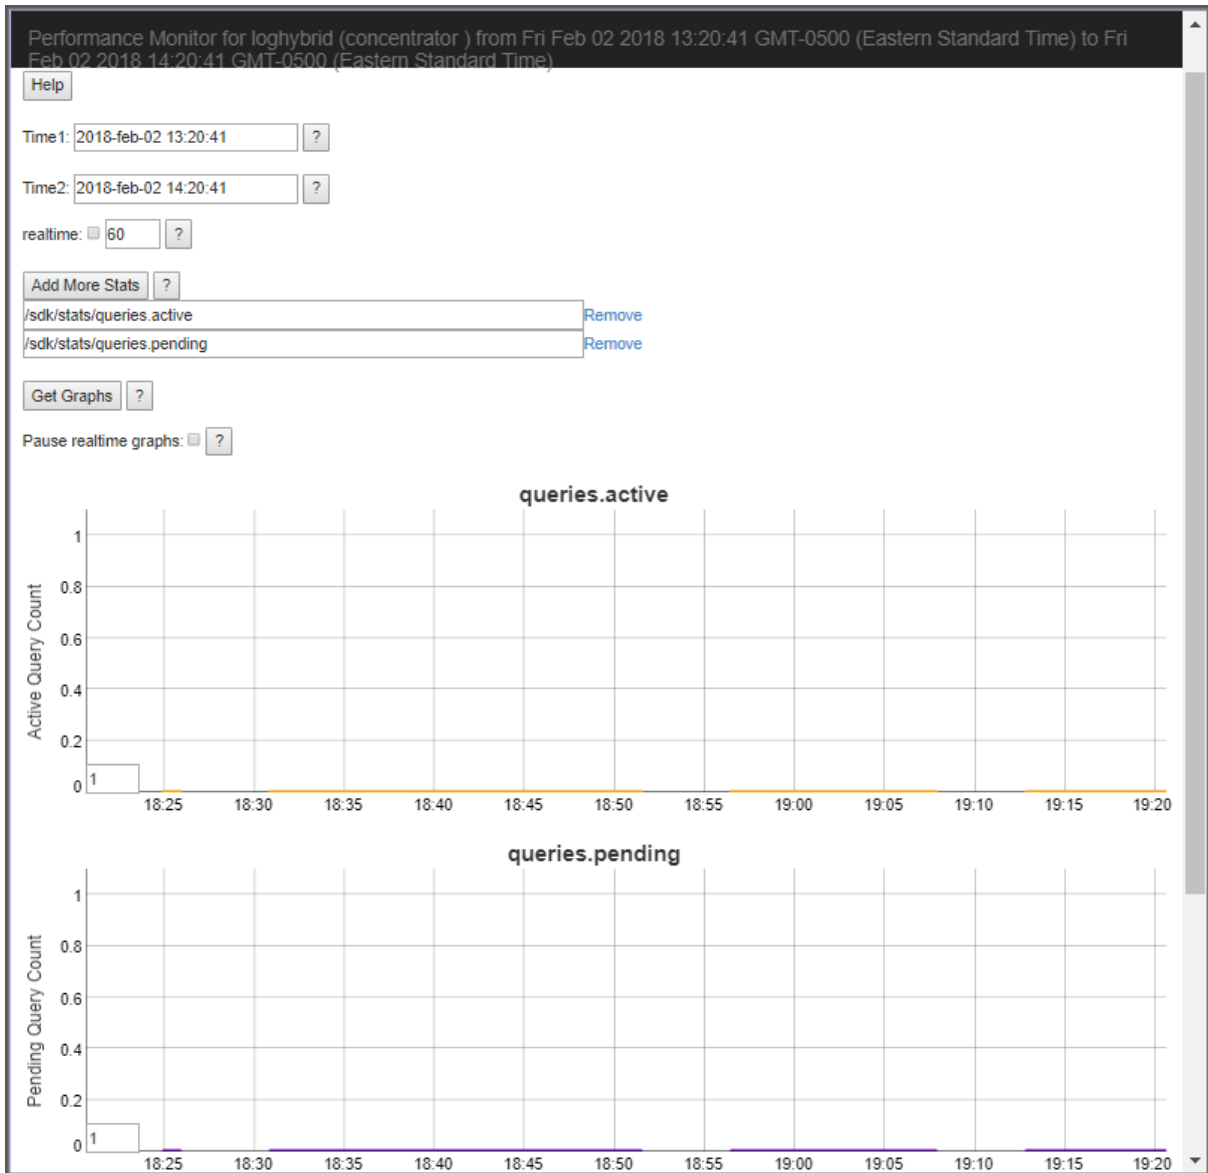 Performance Monitor for loghybrid (concentrator ) from Fri Feb 02 2018 13:20:41 GMT-0500 (Eastern Standard Time) to Fri
Feb 02 2018 14:20:41 GMT-0500 (Eastern Standard Time)
Help
Time1: 2018-feb-02 13:20:41 ?
Time2: 2018-feb-02 14:20:41 ?
realtime: 60 ?
Add More Stats ?
/sdk/stats/queries.active Remove
/sdk/stats/queries.pending Remove
Get Graphs ?
Pause realtime graphs: ?
queries.active
Active Query Count
1
0.8
0.6
0.4
0.2
0 1
18:25 18:30 18:35 18:40 18:45 18:50 18:55 19:00 19:05 19:10 19:15 19:20
queries.pending
Pending Query Count
1
0.8
0.6
0.4
0.2
0 1
18:25 18:30 18:35 18:40 18:45 18:50 18:55 19:00 19:05 19:10 19:15 19:20